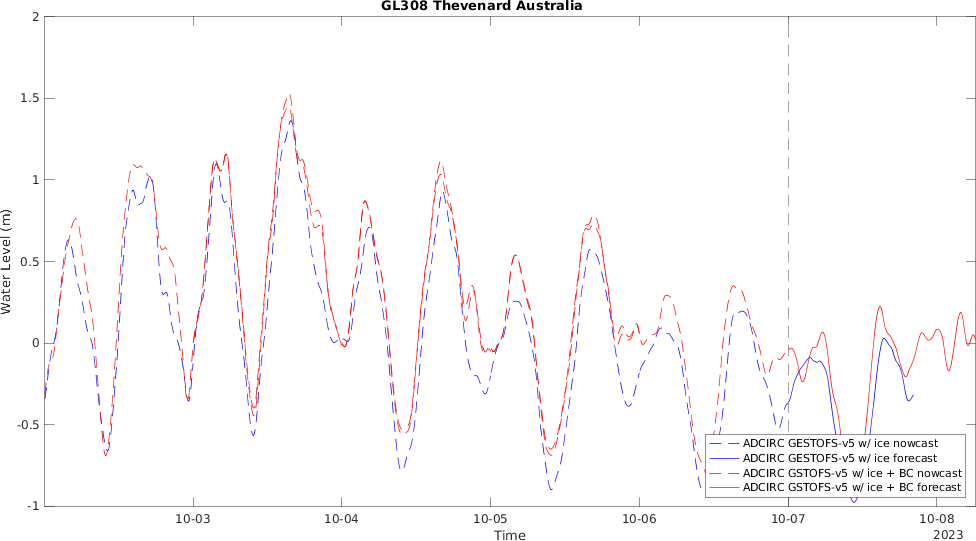 GL308 Thevenard Australia
2
1.5
1
0.5
0
-0.5
-1
Water Level (m)
ADCIRC GESTOFS-v5 w/ ice nowcast
ADCIRC GESTOFS-v5 w/ ice forecast
ADCIRC GSTOFS-v5 w/ ice + BC nowcast
ADCIRC GSTOFS-v5 w/ ice + BC forecast
10-03 10-04 10-05 10-06 10-07 10-08
Time
2023